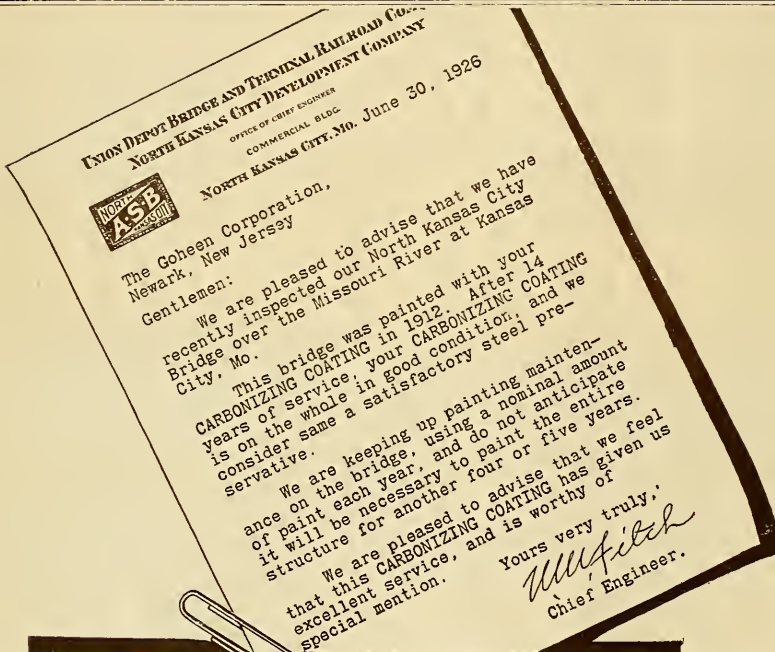 UNION DEPOT BRIDGE AND TERMINAL RAILROAD
NORTH KANSAS CITY DEVELOPMENT COMPANY
OFFICE OF CHIEF ENGINEER
COMMERCIAL BLDG.
NORTH KANSAS CITY, MO. June 30, 1926
NORTH
A·S·B
KANSAS CITY
The Goheen Corporation,
Newark, New Jersey
Gentlemen:
We are pleased to advise that we have
recently inspected our North Kansas City
Bridge over the Missouri River at Kansas
City, Mo.
This bridge was painted with your
CARBONIZING COATING in 1912. After 14
years of service, your CARBONIZING COATING
is on the whole in good condition, and we
consider same a satisfactory steel pre-
servative.
We are keeping up painting mainten-
ance on the bridge, using a nominal amount
of paint each year, and do not anticipate
it will be necessary to paint the entire
structure for another four or five years.
We are pleased to advise that we feel
that this CARBONIZING COATING has given us
excellent service, and is worthy of
special mention.
Yours very truly,
Fitch
Chief Engineer.